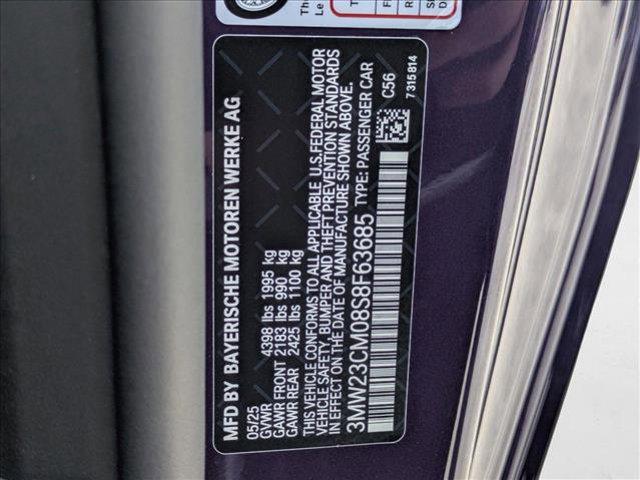 MFD BY BAYERISCHE MOTOREN WERKE AG
05/25
GVWR 4398 lbs 1995 kg
GAWR FRONT 2183 lbs 990 kg
GAWR REAR 2425 lbs 1100 kg
THIS VEHICLE CONFORMS TO ALL APPLICABLE U.S.FEDERAL MOTOR
VEHICLE SAFETY, BUMPER AND THEFT PREVENTION STANDARDS
IN EFFECT ON THE DATE OF MANUFACTURE SHOWN ABOVE.
3MW23CM08S8F63685 TYPE: PASSENGER CAR
C56
7 315 814
Th
Le